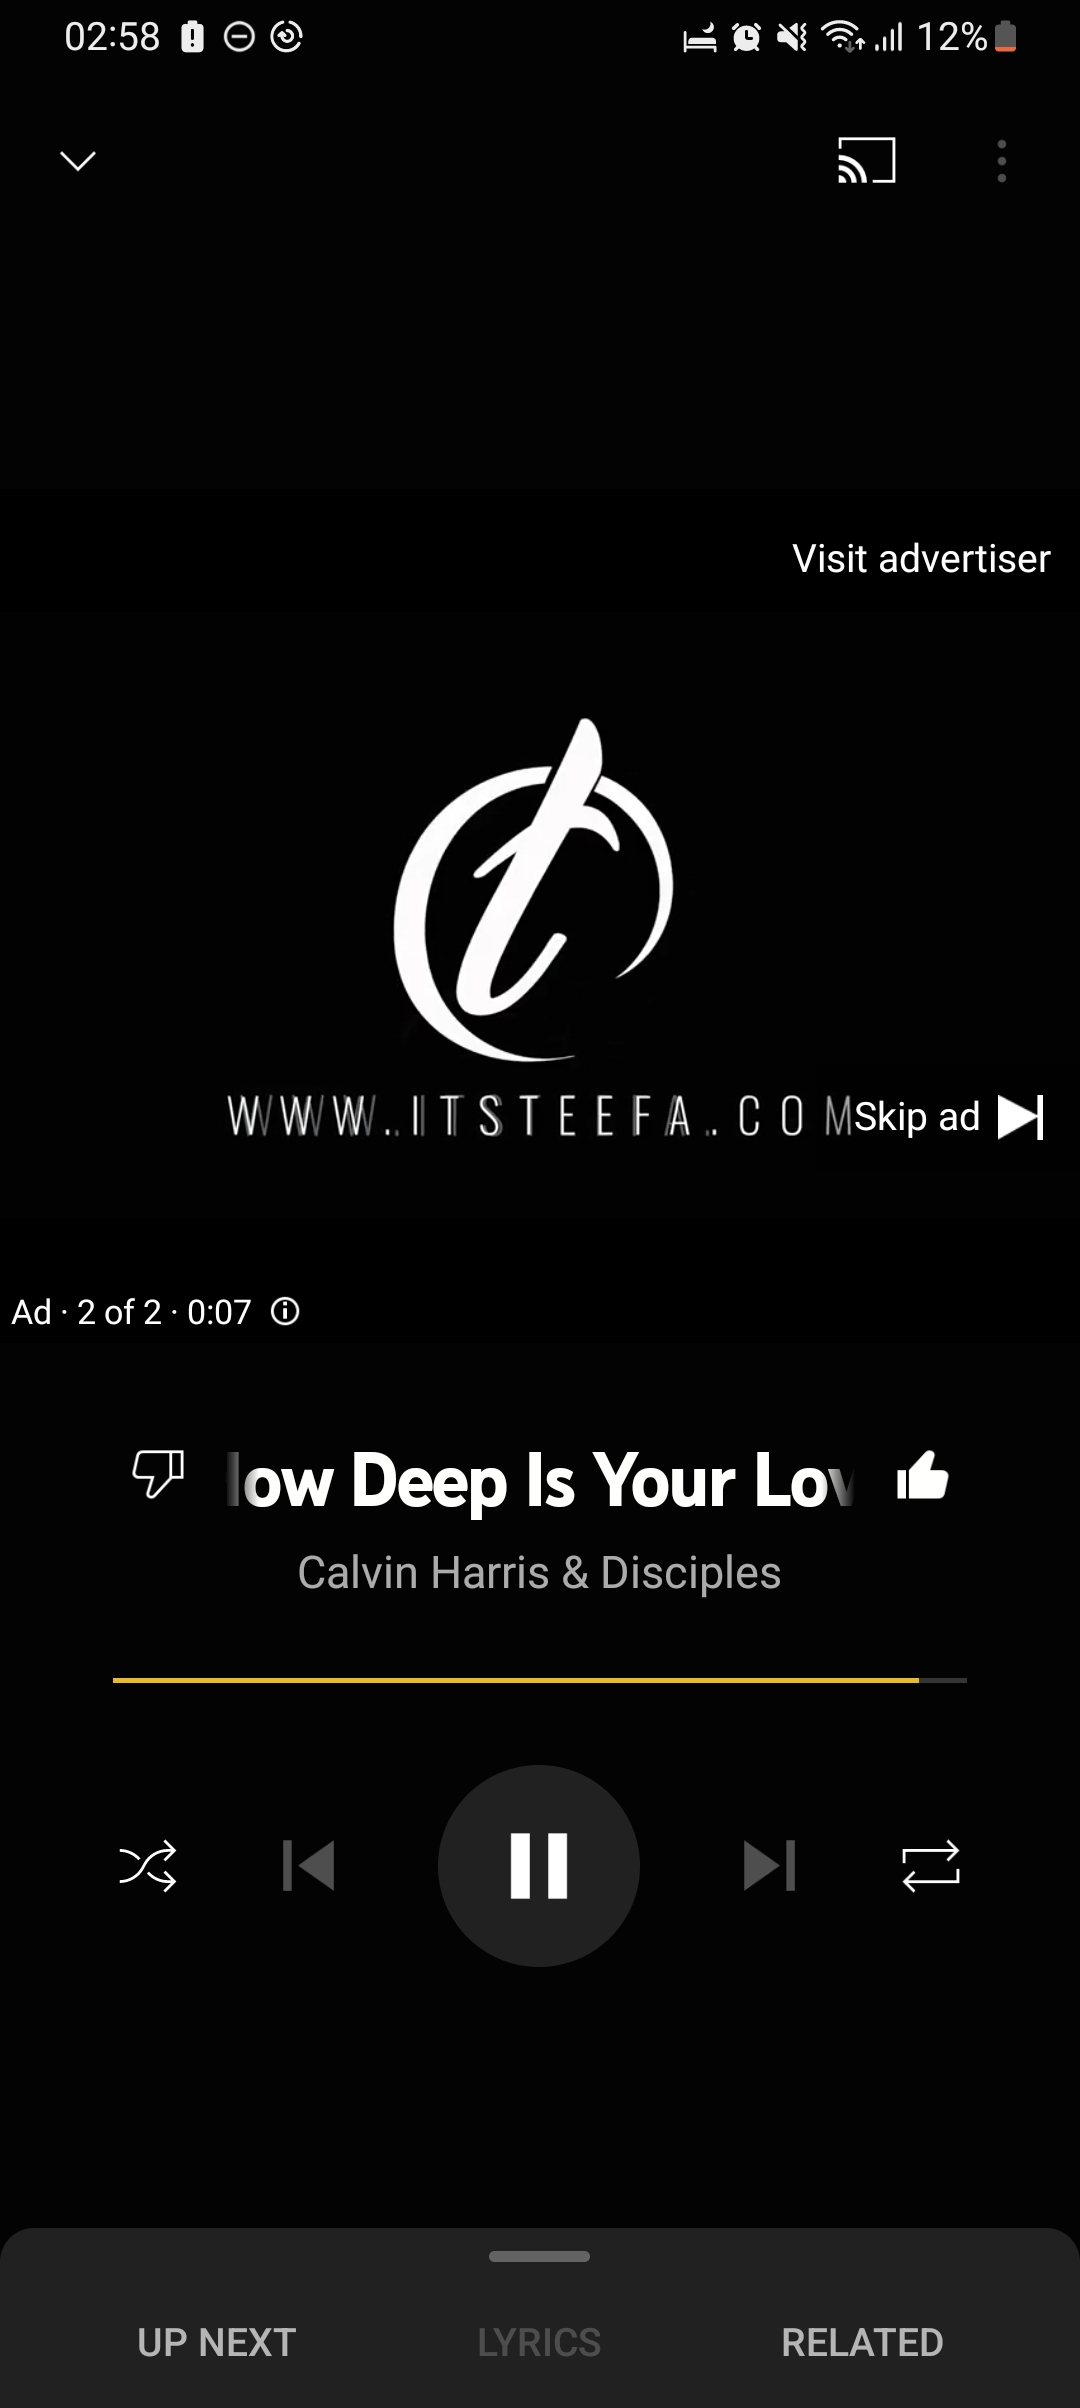 02:58
12%
Visit advertiser
WWW.ITSTEEFA.COM
Skip ad
Ad · 2 of 2 · 0:07
ow Deep Is Your Lov
Calvin Harris & Disciples
UP NEXT
LYRICS
RELATED